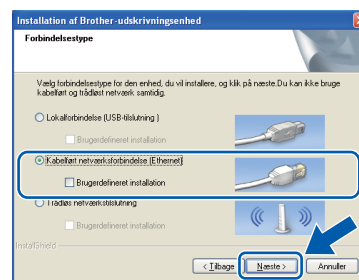 Installation af Brother-udskrivningsenhed
Forbindelsestype
Vælg forbindelsestype for den enhed, du vil installere, og klik på næste.Du kan ikke bruge
kabelført og trådløst netværk samtidig.
Lokalforbindelse (USB-tilslutning )
Brugerdefineret installation
Kabelført netværksforbindelse (Ethernet)
Brugerdefineret installation
Trådløs netværkstilslutning
Brugerdefineret installation
InstallShield
< Tilbage
Næste >
Annuller